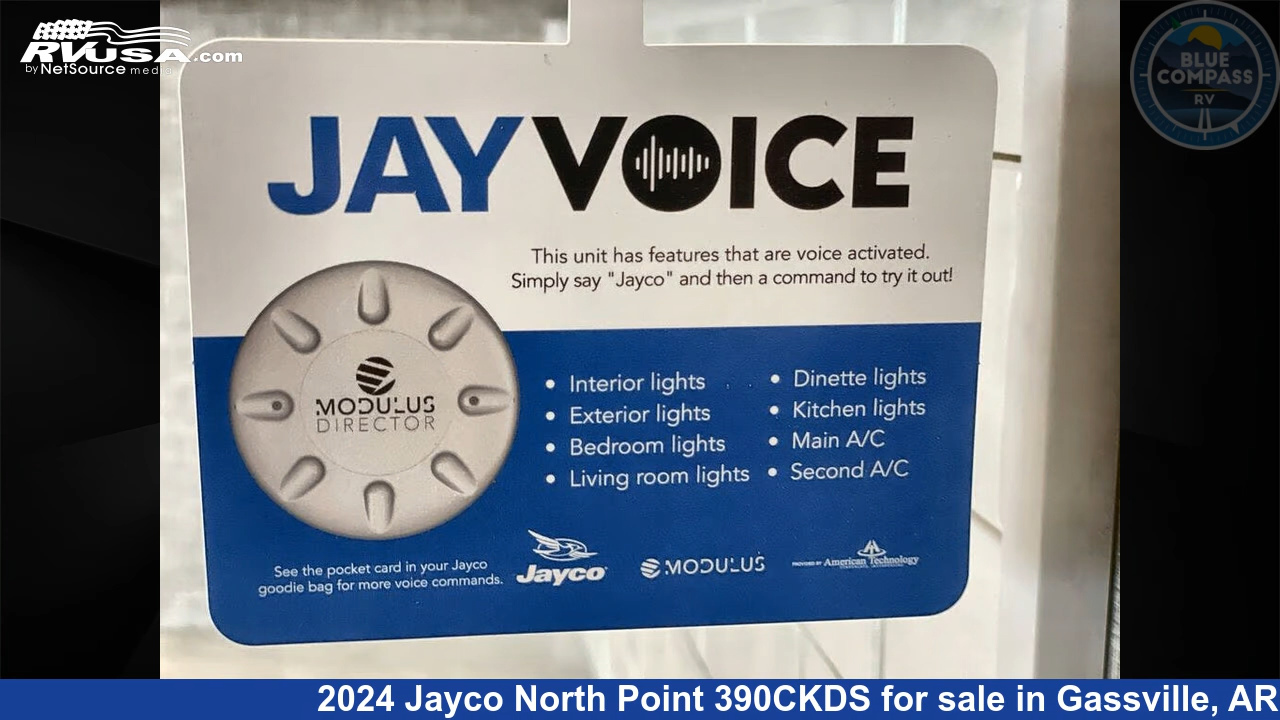 RVUSA.com
by NetSource media
BLUE
COMPASS
RV
JAYVOICE
This unit has features that are voice activated.
Simply say "Jayco" and then a command to try it out!
MODULUS
DIRECTOR
• Interior lights
• Exterior lights
• Bedroom lights
• Living room lights
• Dinette lights
• Kitchen lights
• Main A/C
• Second A/C
See the pocket card in your Jayco
goodie bag for more voice commands.
Jayco
MODULUS
PROVIDED BY American Technology
2024 Jayco North Point 390CKDS for sale in Gassville, AR